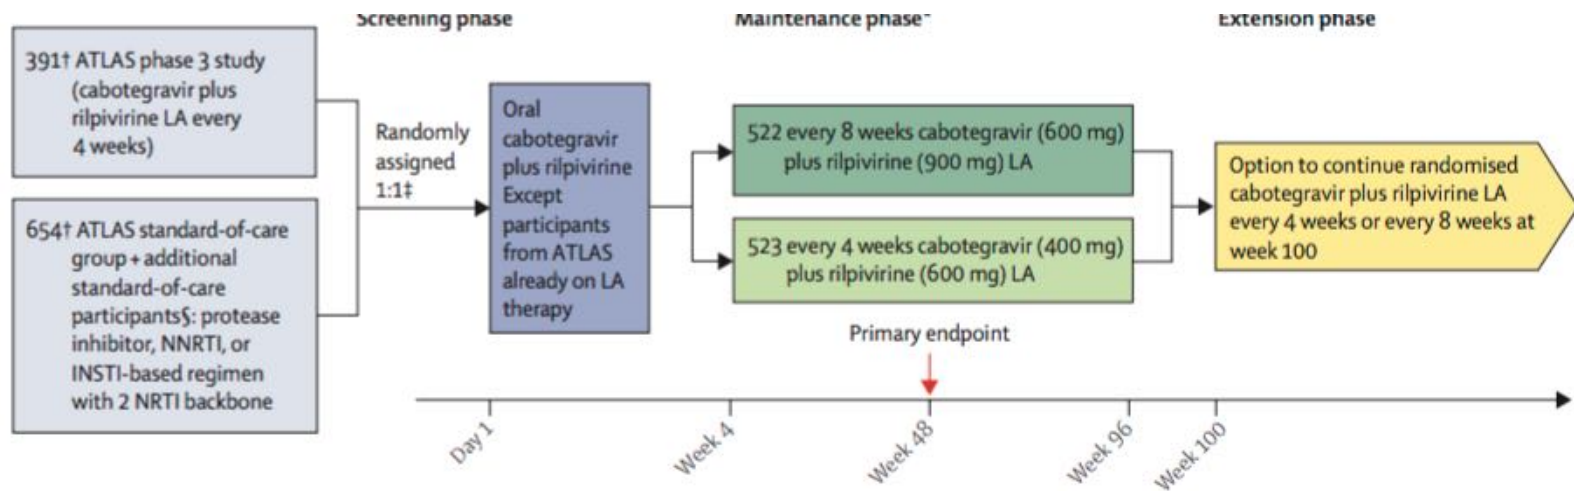 Screening phase
Maintenance phase*
Extension phase
391† ATLAS phase 3 study
(cabotegravir plus
rilpivirine LA every
4 weeks)
654† ATLAS standard-of-care
group + additional
standard-of-care
participants§: protease
inhibitor, NNRTI, or
INSTI-based regimen
with 2 NRTI backbone
Randomly
assigned
1:1‡
Oral
cabotegravir
plus rilpivirine
Except
participants
from ATLAS
already on LA
therapy
522 every 8 weeks cabotegravir (600 mg)
plus rilpivirine (900 mg) LA
523 every 4 weeks cabotegravir (400 mg)
plus rilpivirine (600 mg) LA
Option to continue randomised
cabotegravir plus rilpivirine LA
every 4 weeks or every 8 weeks at
week 100
Primary endpoint
Day 1
Week 4
Week 48
Week 96
Week 100